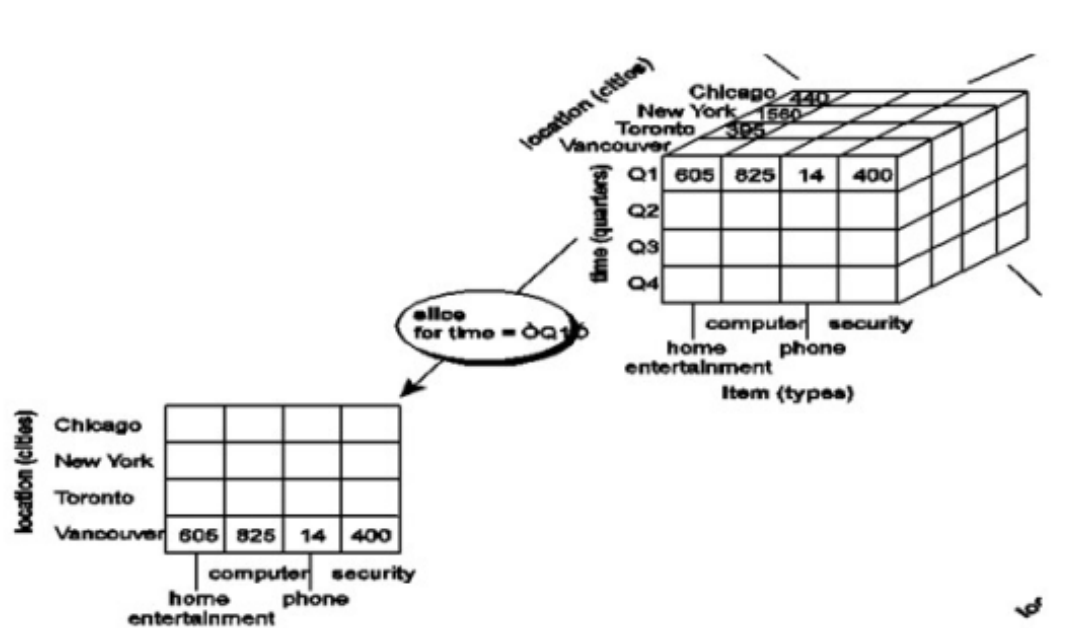 location (cities)
Chicago 440
New York 1560
Toronto 395
Vancouver
time (quarters)
Q1 605 825 14 400
Q2
Q3
Q4
computer security
home phone
entertainment
item (types)
slice
for time = ÒQ1Ó
location (cities)
Chicago
New York
Toronto
Vancouver 605 825 14 400
computer security
home phone
entertainment